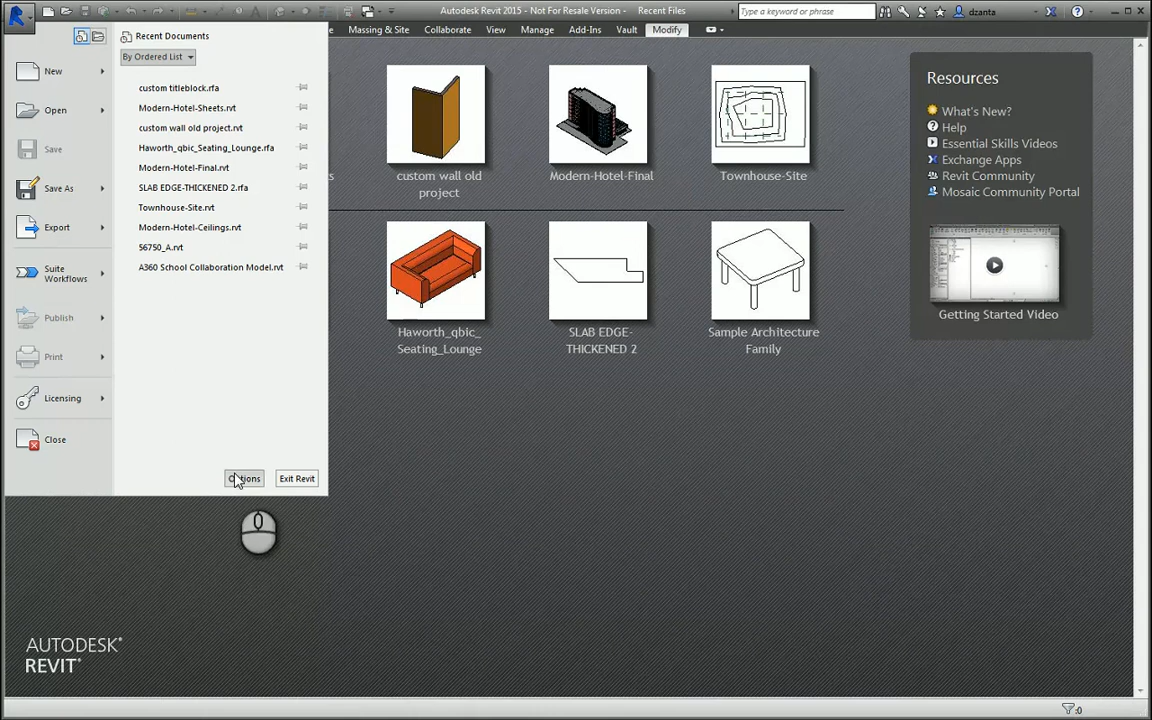 Autodesk Revit 2015 - Not For Resale Version - Recent Files
Type a keyword or phrase
dzanta
Massing & Site
Collaborate
View
Manage
Add-Ins
Vault
Modify
Recent Documents
By Ordered List
New
Open
Save
Save As
Export
Suite
Workflows
Publish
Print
Licensing
Close
custom titleblock.rfa
Modern-Hotel-Sheets.rvt
custom wall old project.rvt
Haworth_qbic_Seating_Lounge.rfa
Modern-Hotel-Final.rvt
SLAB EDGE-THICKENED 2.rfa
Townhouse-Site.rvt
Modern-Hotel-Ceilings.rvt
56750_A.rvt
A360 School Collaboration Model.rvt
Options
Exit Revit
custom wall old
project
Modern-Hotel-Final
Townhouse-Site
Haworth_qbic_
Seating_Lounge
SLAB EDGE-
THICKENED 2
Sample Architecture
Family
Resources
What's New?
Help
Essential Skills Videos
Exchange Apps
Revit Community
Mosaic Community Portal
Getting Started Video
AUTODESK®
REVIT®
:0